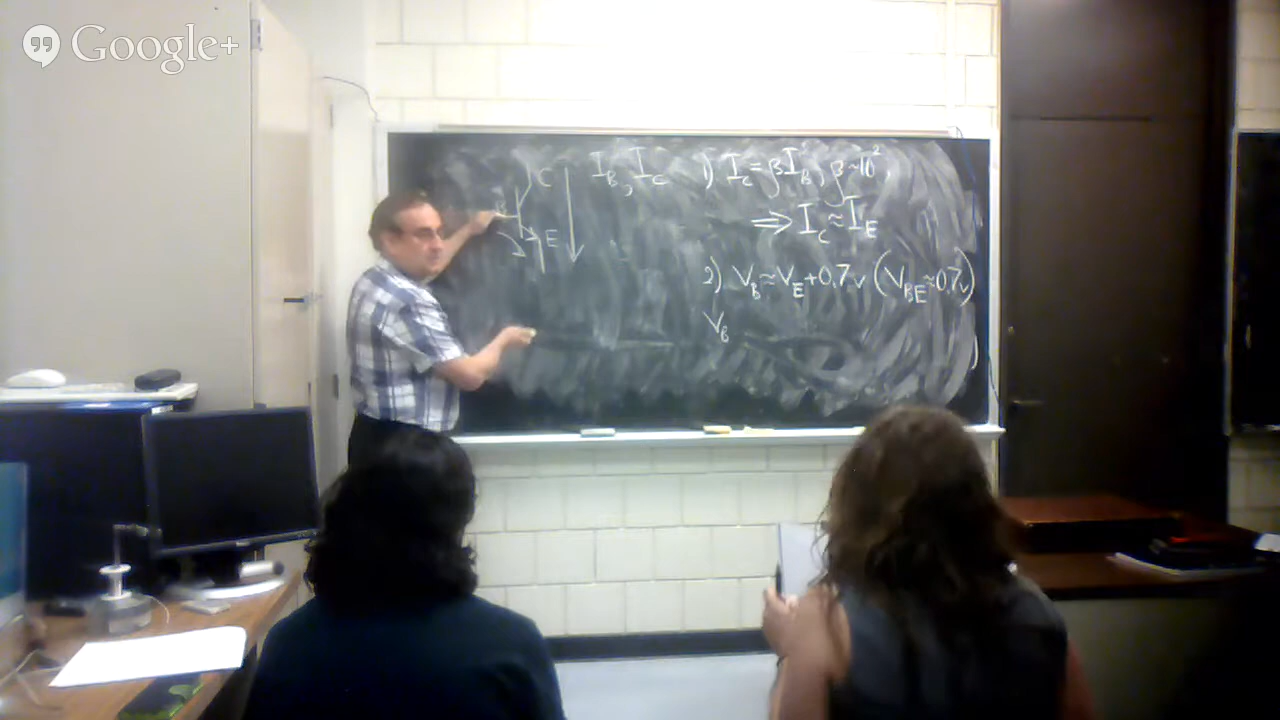 Google+
C
B
E
I_B, I_C
1) I_C = βI_B, β~10²,
⇒ I_C ≈ I_E
2) V_B ≈ V_E + 0.7v (V_BE ≈ 0.7v)
V_B